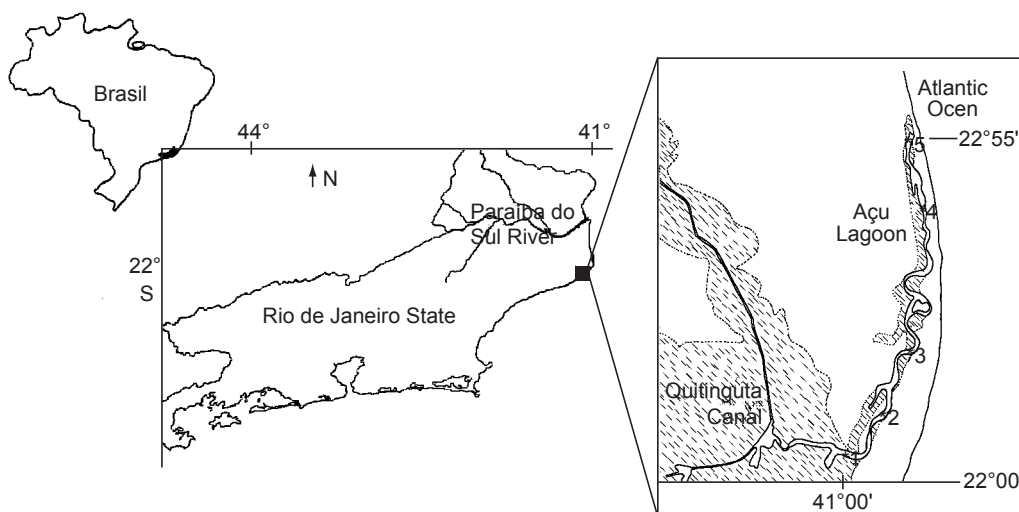 Brasil
44°
41°
N
Paraíba do
Sul River
22°
S
Rio de Janeiro State
Atlantic
Ocen
22°55'
5
4
Açu
Lagoon
3
Quitinguta
Canal
2
1
22°00
41°00'